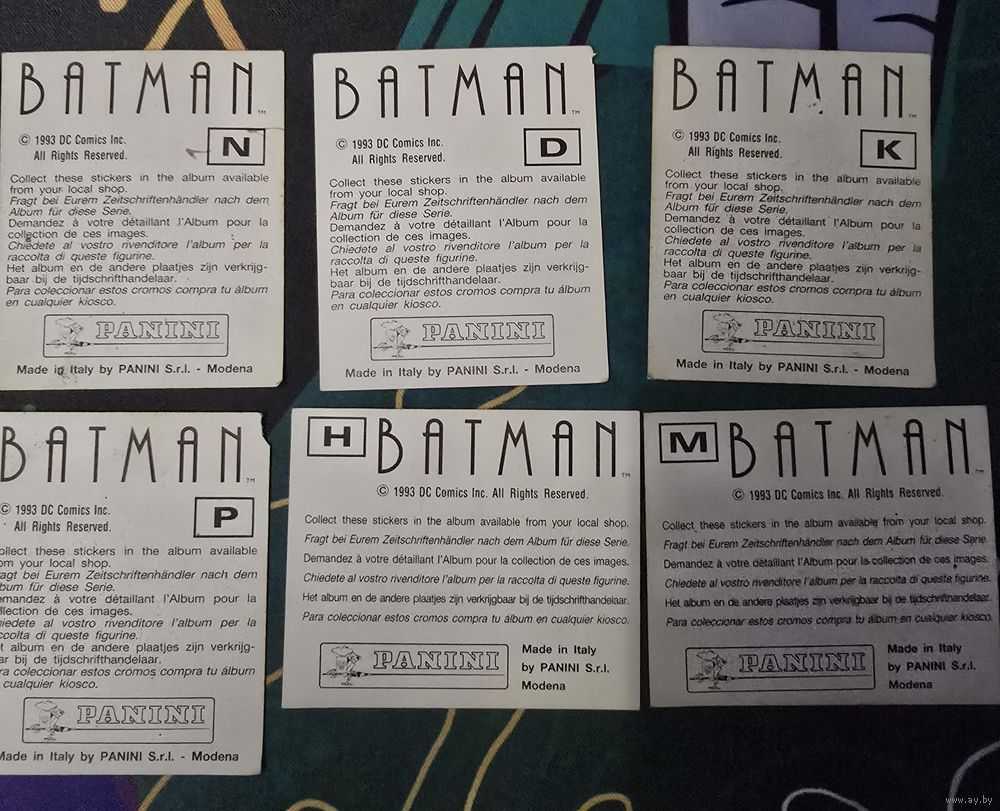 BATMAN™
© 1993 DC Comics Inc.
All Rights Reserved.
N
Collect these stickers in the album available
from your local shop.
Fragt bei Eurem Zeitschriftenhändler nach dem
Album für diese Serie.
Demandez à votre détaillant l'Album pour la
collection de ces images.
Chiedete al vostro rivenditore l'album per la
raccolta di queste figurine.
Het album en de andere plaatjes zijn verkrijg-
baar bij de tijdschrifthandelaar.
Para coleccionar estos cromos compra tu álbum
en cualquier kiosco.
PANINI
Made in Italy by PANINI S.r.l. - Modena
BATMAN™
© 1993 DC Comics Inc.
All Rights Reserved.
D
Collect these stickers in the album available
from your local shop.
Fragt bei Eurem Zeitschriftenhändler nach dem
Album für diese Serie.
Demandez à votre détaillant l'Album pour la
collection de ces images.
Chiedete al vostro rivenditore l'album per la
raccolta di queste figurine.
Het album en de andere plaatjes zijn verkrijg-
baar bij de tijdschrifthandelaar.
Para coleccionar estos cromos compra tu álbum
en cualquier kiosco.
PANINI
Made in Italy by PANINI S.r.l. - Modena
BATMAN™
© 1993 DC Comics Inc.
All Rights Reserved.
K
Collect these stickers in the album available
from your local shop.
Fragt bei Eurem Zeitschriftenhändler nach dem
Album für diese Serie.
Demandez à votre détaillant l'Album pour la
collection de ces images.
Chiedete al vostro rivenditore l'album per la
raccolta di queste figurine.
Het album en de andere plaatjes zijn verkrijg-
baar bij de tijdschrifthandelaar.
Para coleccionar estos cromos compra tu álbum
en cualquier kiosco.
PANINI
Made in Italy by PANINI S.r.l. - Modena
BATMAN™
© 1993 DC Comics Inc.
All Rights Reserved.
P
ollect these stickers in the album available
om your local shop.
agt bei Eurem Zeitschriftenhändler nach dem
bum für diese Serie.
emandez à votre détaillant l'Album pour la
llection de ces images.
iedete al vostro rivenditore l'album per la
ccolta di queste figurine.
t album en de andere plaatjes zijn verkrijg-
ar bij de tijdschrifthandelaar.
ra coleccionar estos cromos compra tu álbum
cualquier kiosco.
PANINI
Made in Italy by PANINI S.r.l. - Modena
H
BATMAN™
© 1993 DC Comics Inc. All Rights Reserved.
Collect these stickers in the album available from your local shop.
Fragt bei Eurem Zeitschriftenhändler nach dem Album für diese Serie.
Demandez à votre détaillant l'Album pour la collection de ces images.
Chiedete al vostro rivenditore l'album per la raccolta di queste figurine.
Het album en de andere plaatjes zijn verkrijgbaar bij de tijdschrifthandelaar.
Para coleccionar estos cromos compra tu álbum en cualquier kiosco.
PANINI
Made in Italy
by PANINI S.r.l.
Modena
M
BATMAN™
© 1993 DC Comics Inc. All Rights Reserved.
Collect these stickers in the album available from your local shop.
Fragt bei Eurem Zeitschriftenhändler nach dem Album für diese Serie.
Demandez à votre détaillant l'Album pour la collection de ces images.
Chiedete al vostro rivenditore l'album per la raccolta di queste figurine.
Het album en de andere plaatjes zijn verkrijgbaar bij de tijdschrifthandelaar.
Para coleccionar estos cromos compra tu álbum en cualquier kiosco.
PANINI
Made in Italy
by PANINI S.r.l.
Modena
www.ay.by